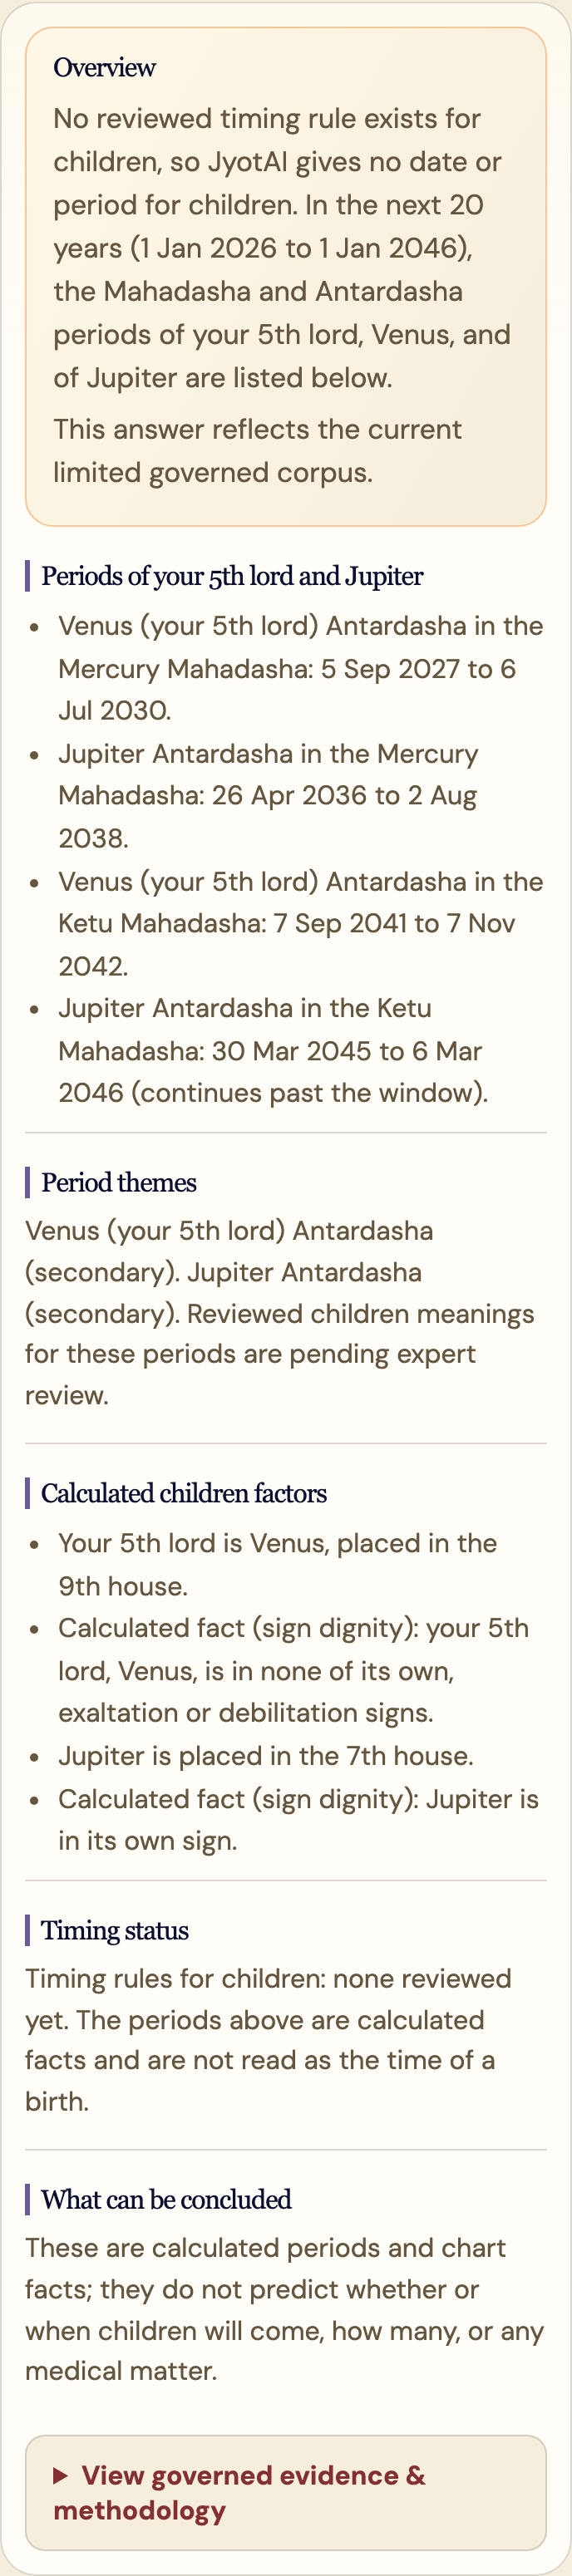 Overview
No reviewed timing rule exists for
children, so JyotAI gives no date or
period for children. In the next 20
years (1 Jan 2026 to 1 Jan 2046),
the Mahadasha and Antardasha
periods of your 5th lord, Venus, and
of Jupiter are listed below.
This answer reflects the current
limited governed corpus.
Periods of your 5th lord and Jupiter
• Venus (your 5th lord) Antardasha in the
Mercury Mahadasha: 5 Sep 2027 to 6
Jul 2030.
• Jupiter Antardasha in the Mercury
Mahadasha: 26 Apr 2036 to 2 Aug
2038.
• Venus (your 5th lord) Antardasha in the
Ketu Mahadasha: 7 Sep 2041 to 7 Nov
2042.
• Jupiter Antardasha in the Ketu
Mahadasha: 30 Mar 2045 to 6 Mar
2046 (continues past the window).
Period themes
Venus (your 5th lord) Antardasha
(secondary). Jupiter Antardasha
(secondary). Reviewed children meanings
for these periods are pending expert
review.
Calculated children factors
• Your 5th lord is Venus, placed in the
9th house.
• Calculated fact (sign dignity): your 5th
lord, Venus, is in none of its own,
exaltation or debilitation signs.
• Jupiter is placed in the 7th house.
• Calculated fact (sign dignity): Jupiter is
in its own sign.
Timing status
Timing rules for children: none reviewed
yet. The periods above are calculated
facts and are not read as the time of a
birth.
What can be concluded
These are calculated periods and chart
facts; they do not predict whether or
when children will come, how many, or any
medical matter.
▶ View governed evidence &
methodology